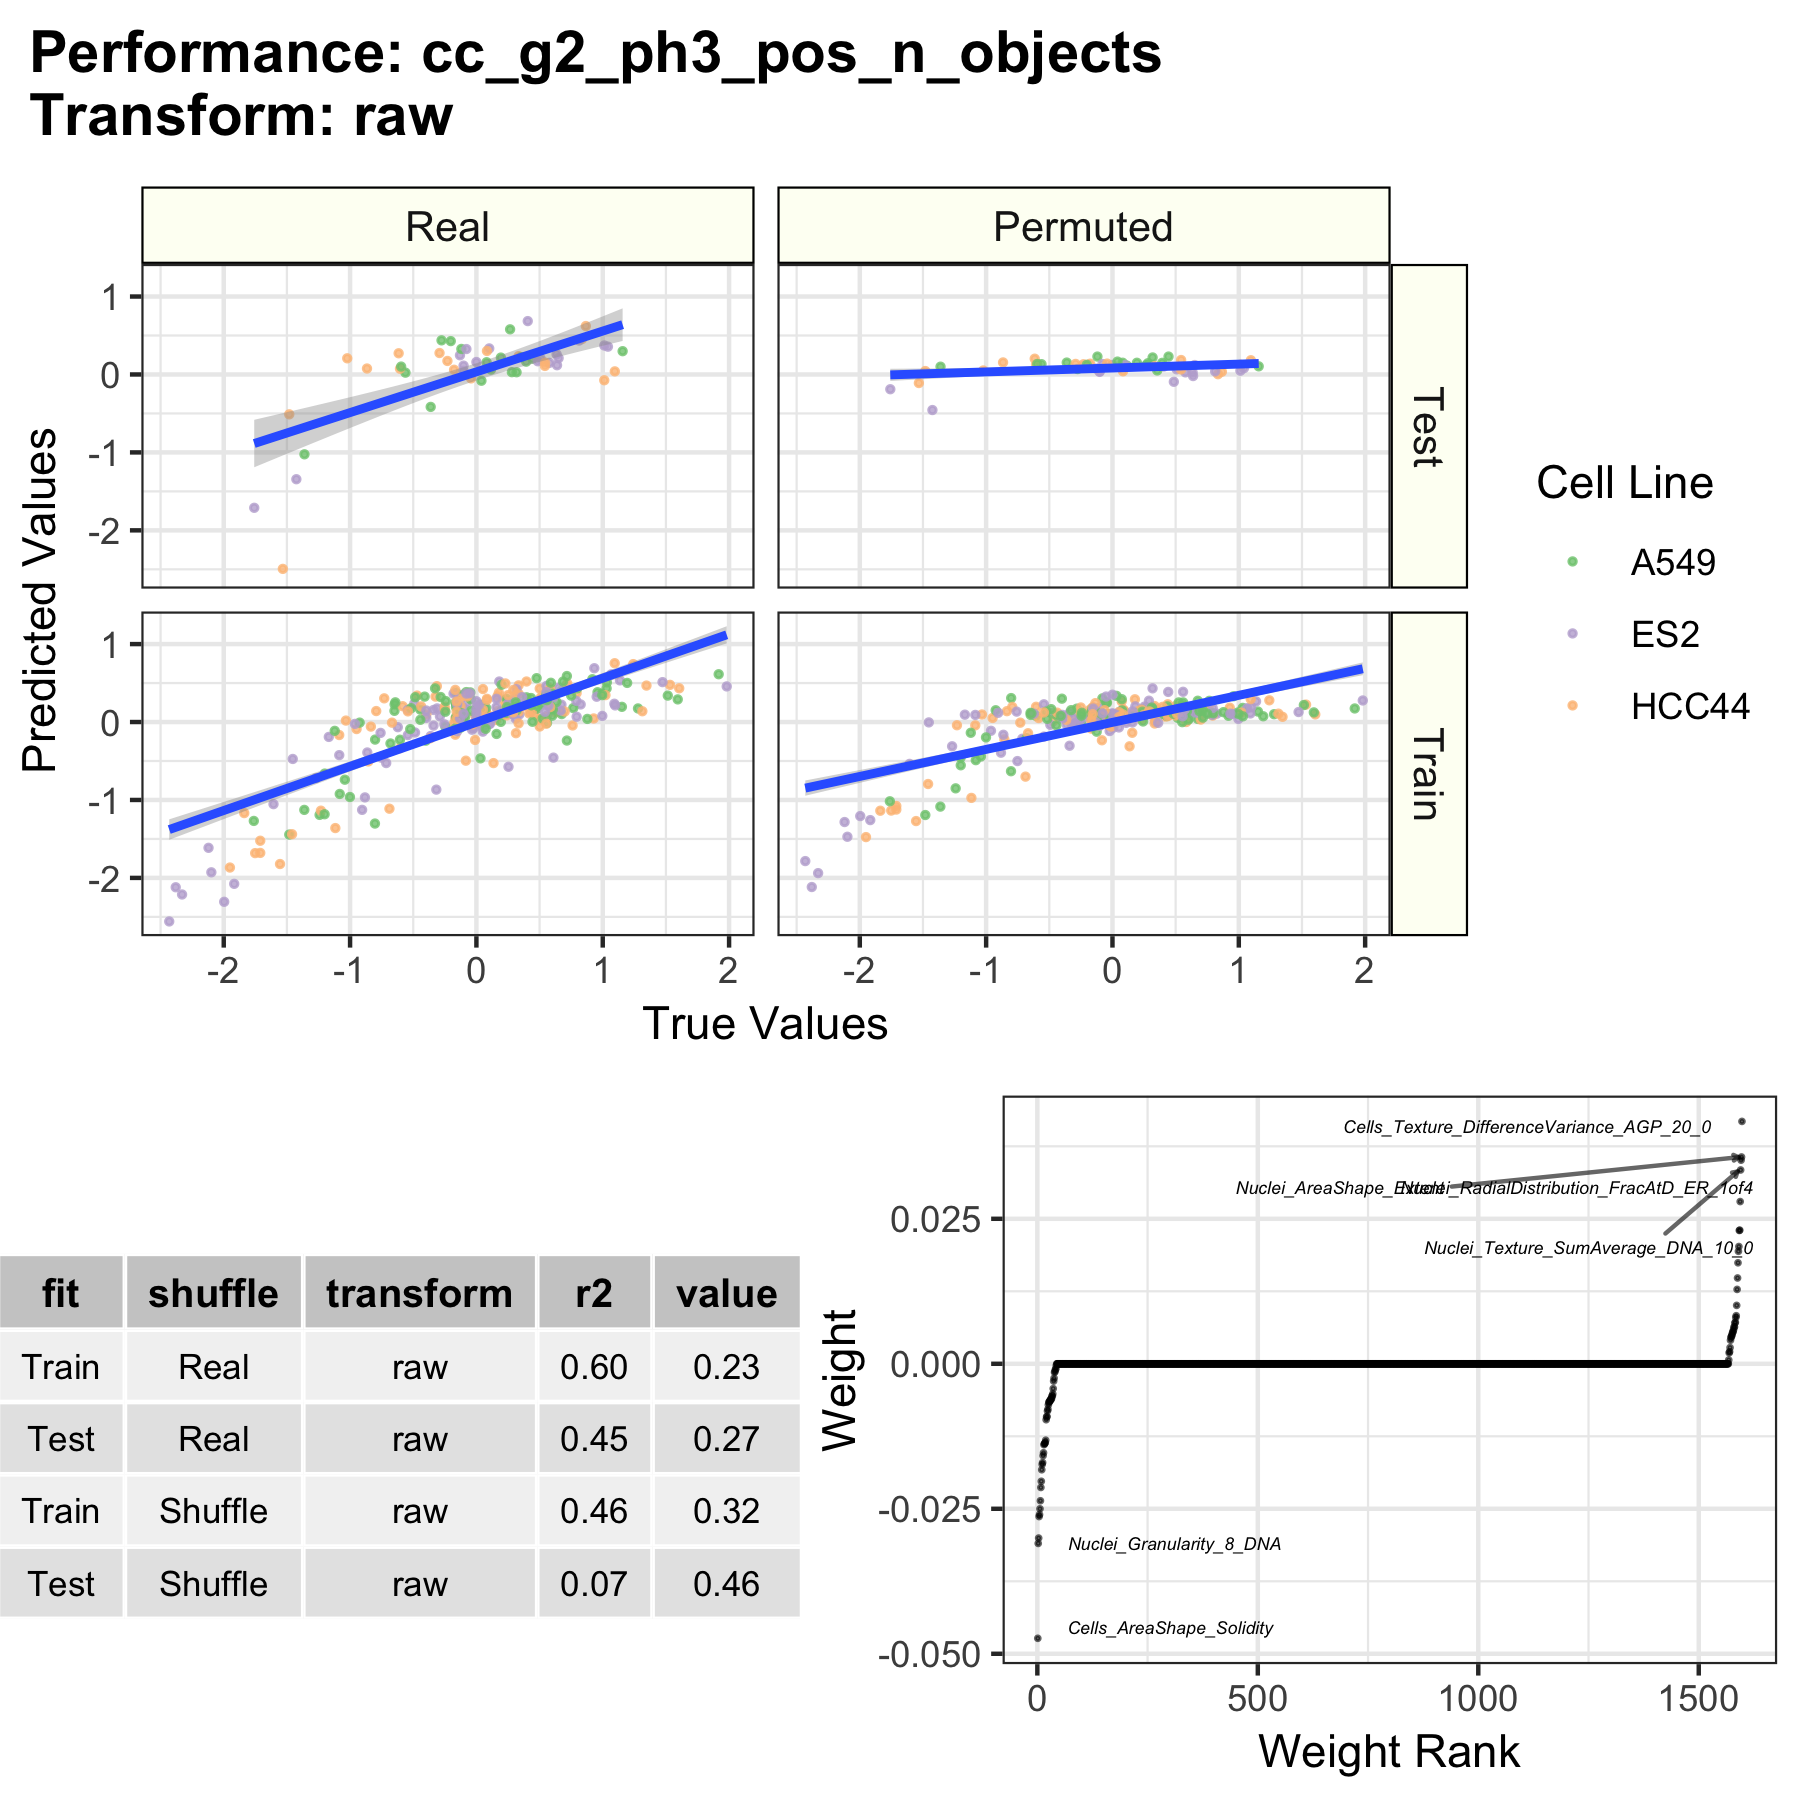 Performance: cc_g2_ph3_pos_n_objects
Transform: raw
Real
Permuted
Test
Train
1
0
-1
-2
1
0
-1
-2
Predicted Values
-2 -1 0 1 2
-2 -1 0 1 2
True Values
Cell Line
A549
ES2
HCC44
fit shuffle transform r2 value
Train Real raw 0.60 0.23
Test Real raw 0.45 0.27
Train Shuffle raw 0.46 0.32
Test Shuffle raw 0.07 0.46
Weight
0.025
0.000
-0.025
-0.050
Cells_Texture_DifferenceVariance_AGP_20_0
Nuclei_AreaShape_Extent
Nuclei_RadialDistribution_FracAtD_ER_1of4
Nuclei_Texture_SumAverage_DNA_10_0
Nuclei_Granularity_8_DNA
Cells_AreaShape_Solidity
0 500 1000 1500
Weight Rank